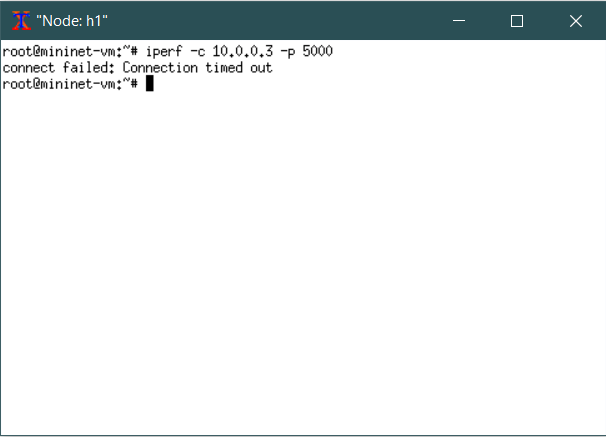 "Node: h1"
root@mininet-vm:~# iperf -c 10.0.0.3 -p 5000
connect failed: Connection timed out
root@mininet-vm:~#